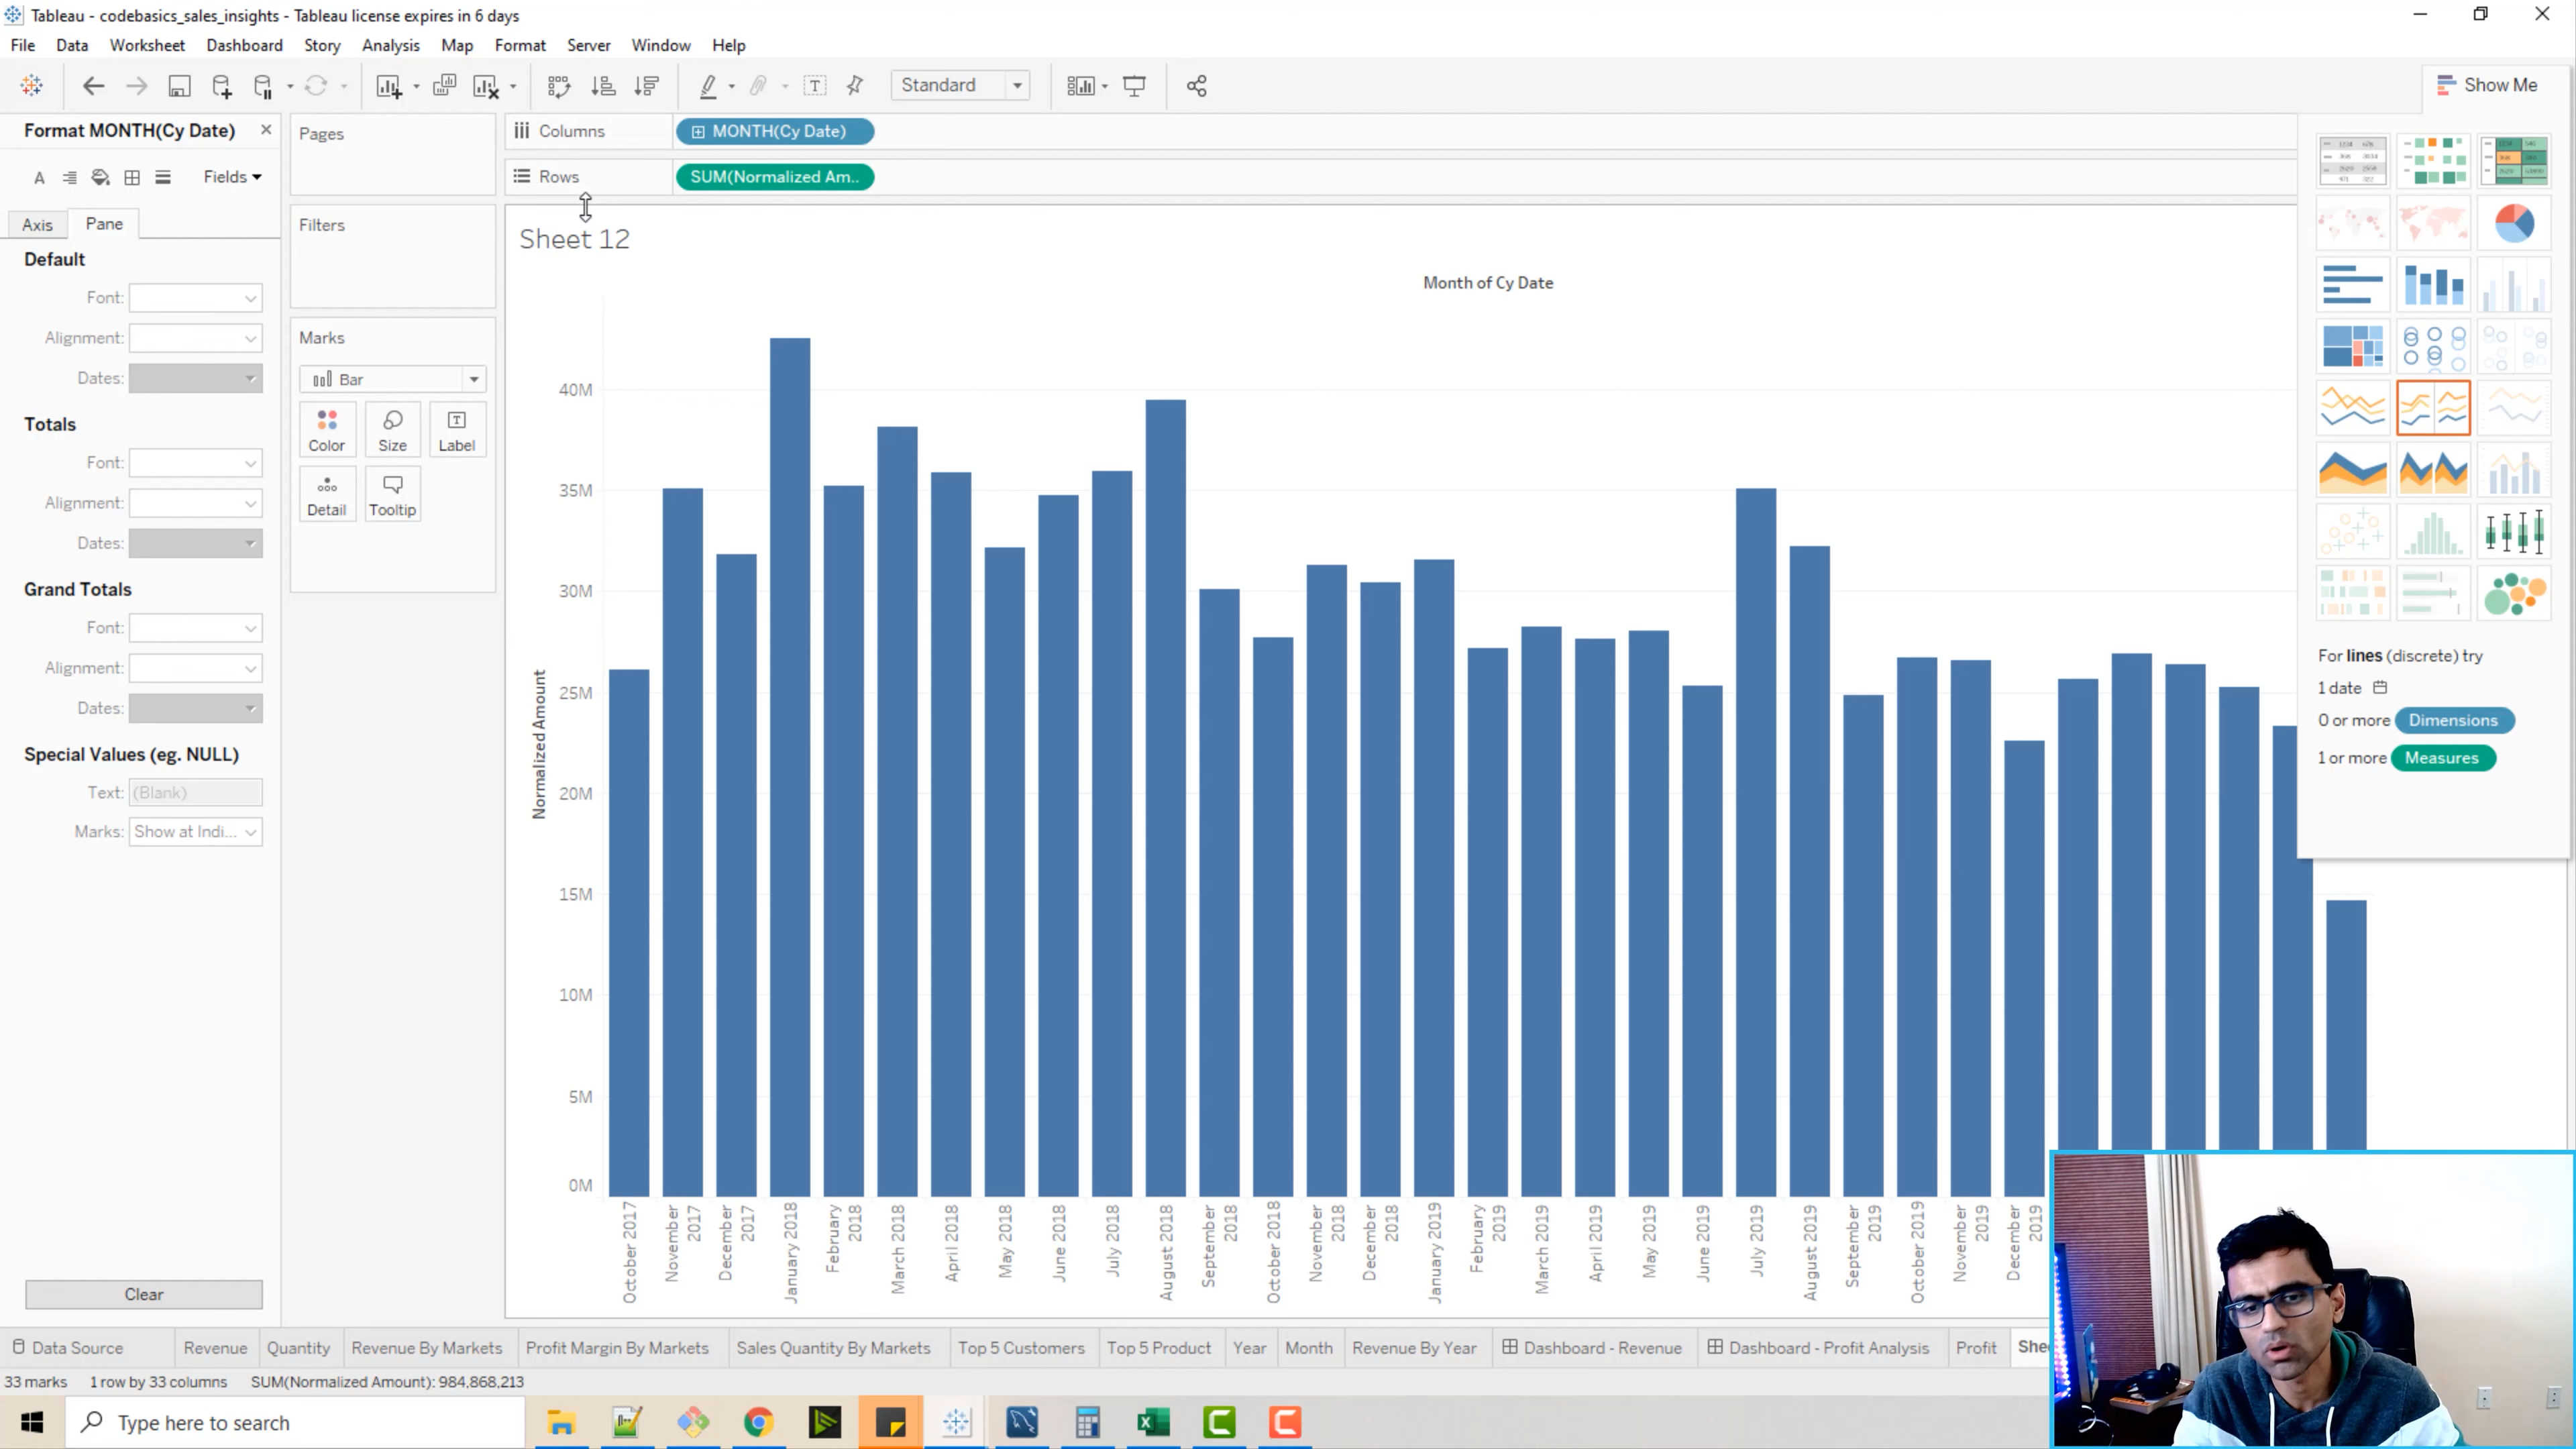 Tableau - codebasics_sales_insights - Tableau license expires in 6 days
File Data Worksheet Dashboard Story Analysis Map Format Server Window Help
Standard
Show Me
Format MONTH(Cy Date)
Fields
Axis
Pane
Default
Font:
Alignment:
Dates:
Totals
Font:
Alignment:
Dates:
Grand Totals
Font:
Alignment:
Dates:
Special Values (eg. NULL)
Text: (Blank)
Marks: Show at Indi...
Clear
Pages
Filters
Marks
Bar
Color
Size
Label
Detail
Tooltip
Columns
MONTH(Cy Date)
Rows
SUM(Normalized Am..
Sheet 12
Month of Cy Date
Normalized Amount
40M
35M
30M
25M
20M
15M
10M
5M
0M
October 2017
November 2017
December 2017
January 2018
February 2018
March 2018
April 2018
May 2018
June 2018
July 2018
August 2018
September 2018
October 2018
November 2018
December 2018
January 2019
February 2019
March 2019
April 2019
May 2019
June 2019
July 2019
August 2019
September 2019
October 2019
November 2019
December 2019
For lines (discrete) try
1 date
0 or more Dimensions
1 or more Measures
Data Source Revenue Quantity Revenue By Markets Profit Margin By Markets Sales Quantity By Markets Top 5 Customers Top 5 Product Year Month Revenue By Year Dashboard - Revenue Dashboard - Profit Analysis Profit
33 marks 1 row by 33 columns SUM(Normalized Amount): 984,868,213
Type here to search